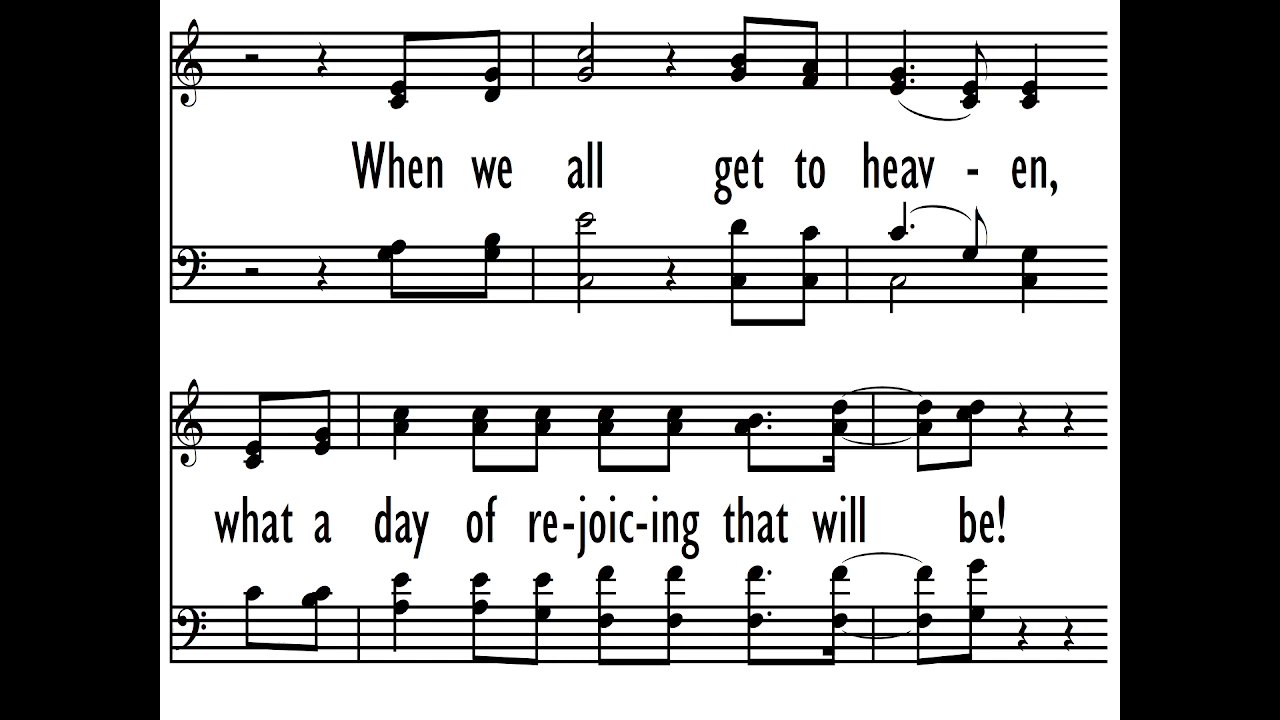 When we all get to heav - en,
what a day of re-joic-ing that will be!